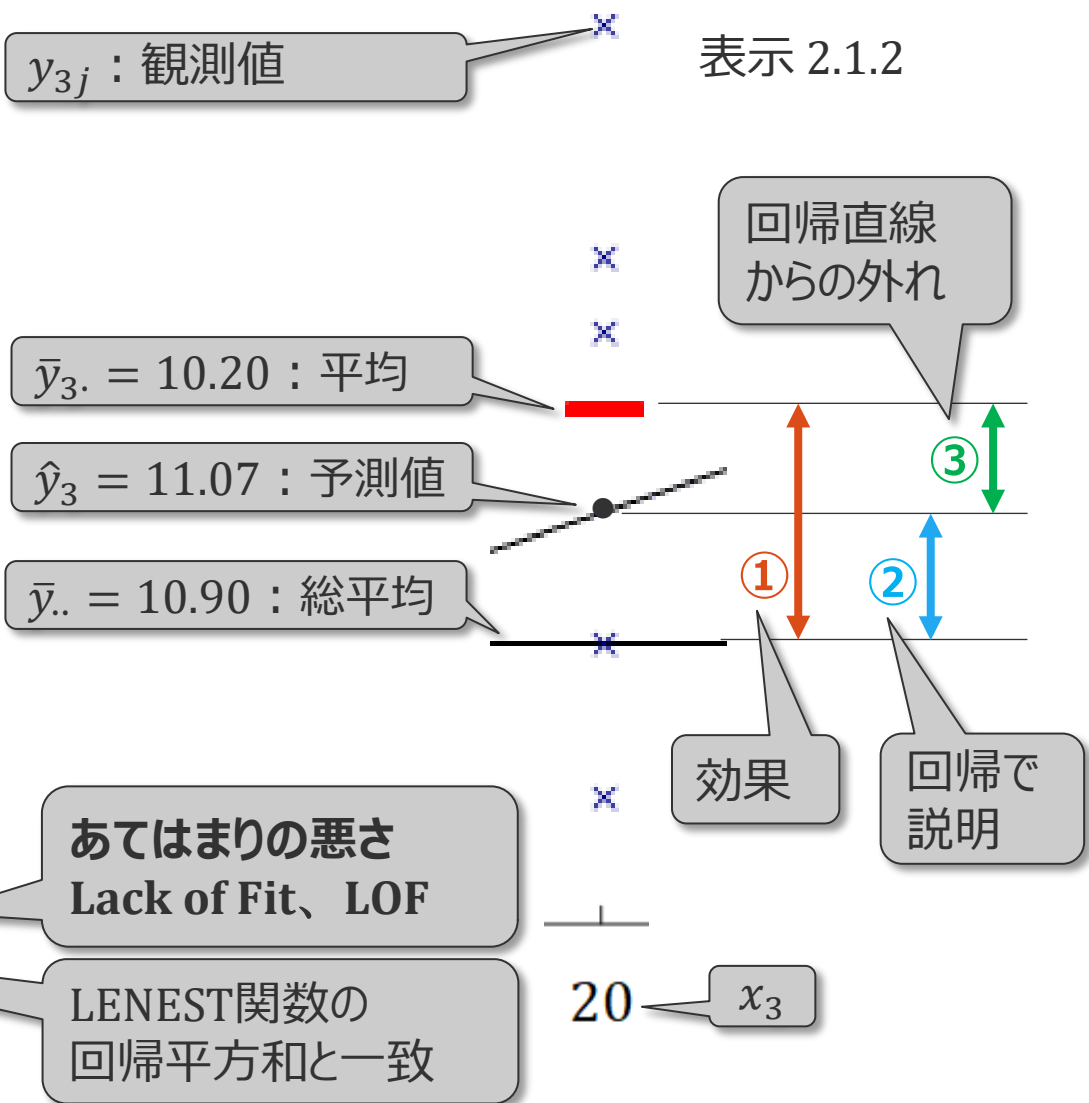 y₃ⱼ：観測値
表示 2.1.2
回帰直線
からの外れ
ȳ₃. = 10.20：平均
ŷ₃ = 11.07：予測値
ȳ.. = 10.90：総平均
①
②
③
効果
回帰で
説明
あてはまりの悪さ
Lack of Fit、LOF
LENEST関数の
回帰平方和と一致
20
x₃